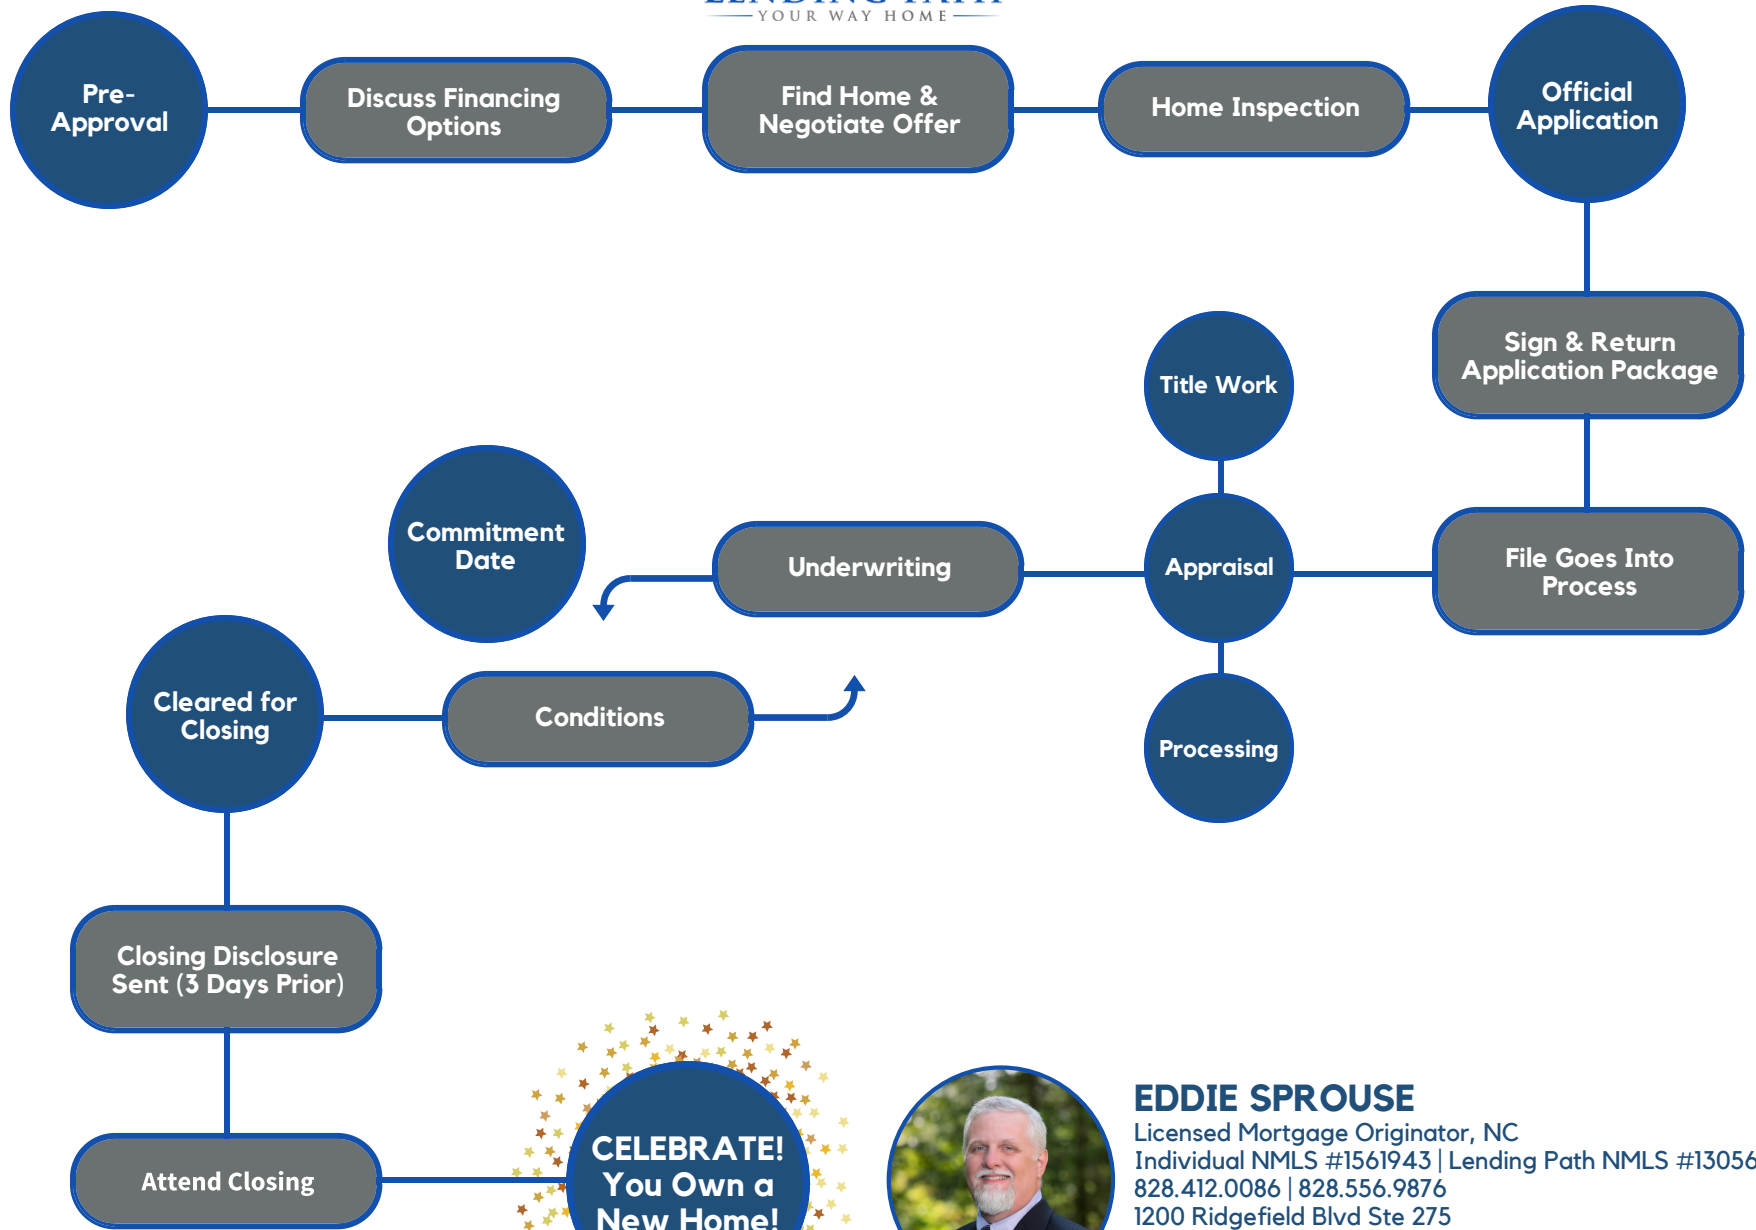 YOUR WAY HOME
Pre-
Approval
Discuss Financing
Options
Find Home &
Negotiate Offer
Home Inspection
Official
Application
Sign & Return
Application Package
Title Work
Commitment
Date
Underwriting
Appraisal
File Goes Into
Process
Cleared for
Closing
Conditions
Processing
Closing Disclosure
Sent (3 Days Prior)
Attend Closing
CELEBRATE!
You Own a
New Home!
EDDIE SPROUSE
Licensed Mortgage Originator, NC
Individual NMLS #1561943 | Lending Path NMLS #13056
828.412.0086 | 828.556.9876
1200 Ridgefield Blvd Ste 275